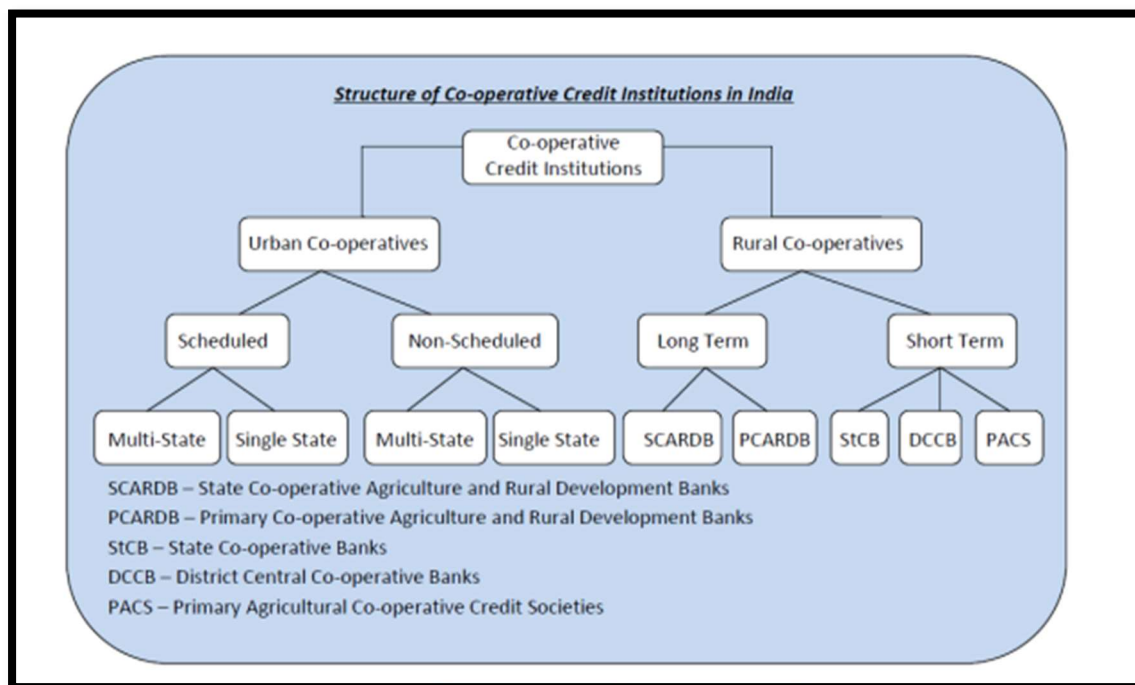 Structure of Co-operative Credit Institutions in India
Co-operative
Credit Institutions
Urban Co-operatives
Rural Co-operatives
Scheduled
Non-Scheduled
Long Term
Short Term
Multi-State
Single State
Multi-State
Single State
SCARDB
PCARDB
StCB
DCCB
PACS
SCARDB – State Co-operative Agriculture and Rural Development Banks
PCARDB – Primary Co-operative Agriculture and Rural Development Banks
StCB – State Co-operative Banks
DCCB – District Central Co-operative Banks
PACS – Primary Agricultural Co-operative Credit Societies